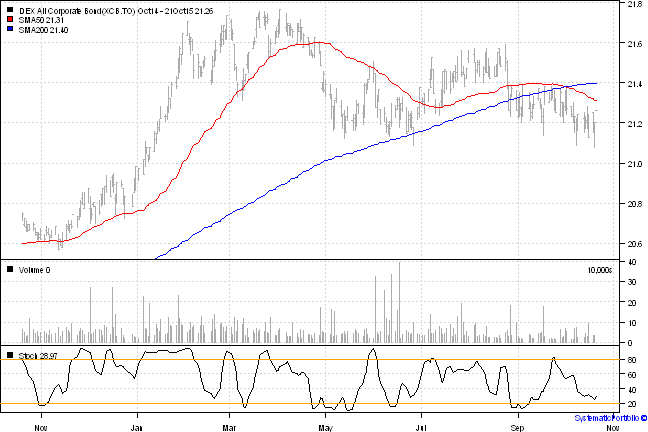 DEX All Corporate Bond(XCB.TO) Oct14 - 21Oct15 21.26
SMA50 21.31
SMA200 21.40
21.8
21.6
21.4
21.2
21.0
20.8
20.6
Volume 0
10,000s
40
30
20
10
0
Stoch 28.97
80
60
40
20
Nov
Jan
Mar
May
Jul
Sep
Nov
SystematicPortfolio ©